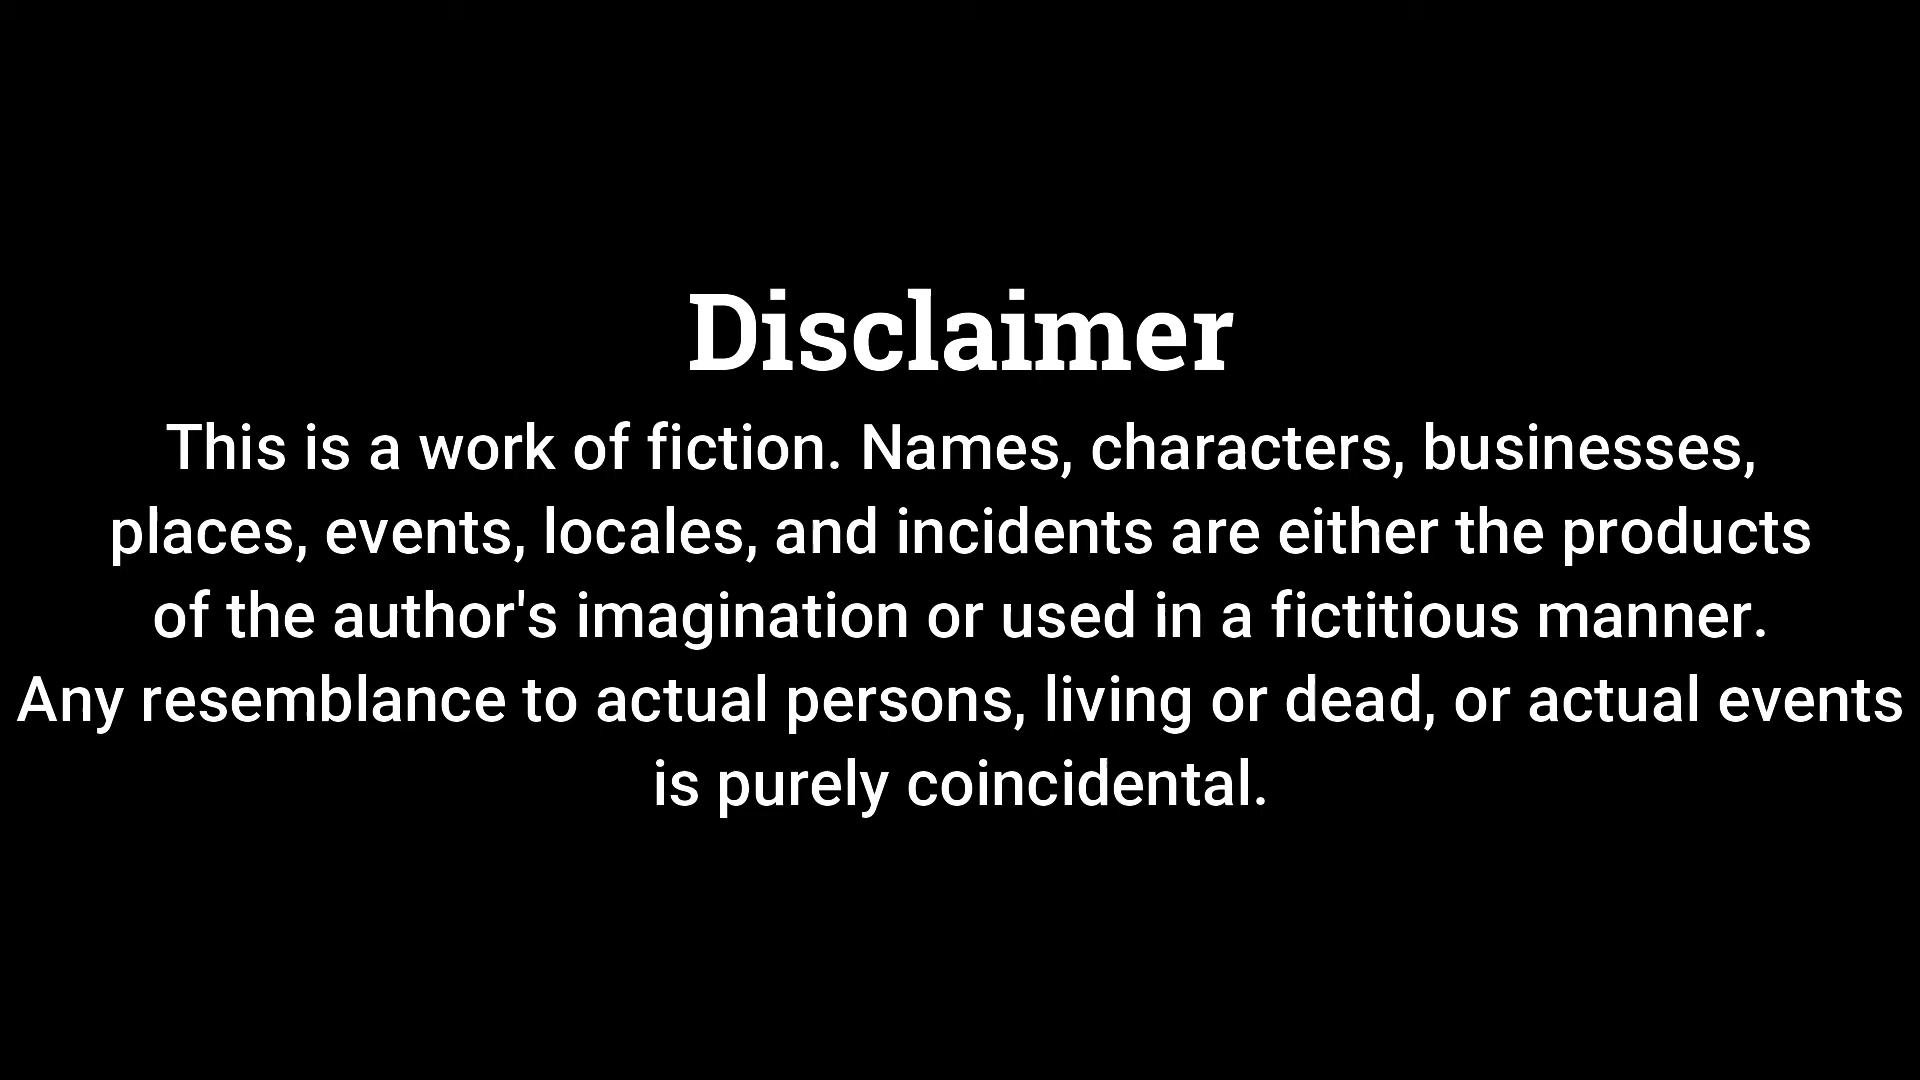 Disclaimer
This is a work of fiction. Names, characters, businesses,
places, events, locales, and incidents are either the products
of the author's imagination or used in a fictitious manner.
Any resemblance to actual persons, living or dead, or actual events
is purely coincidental.